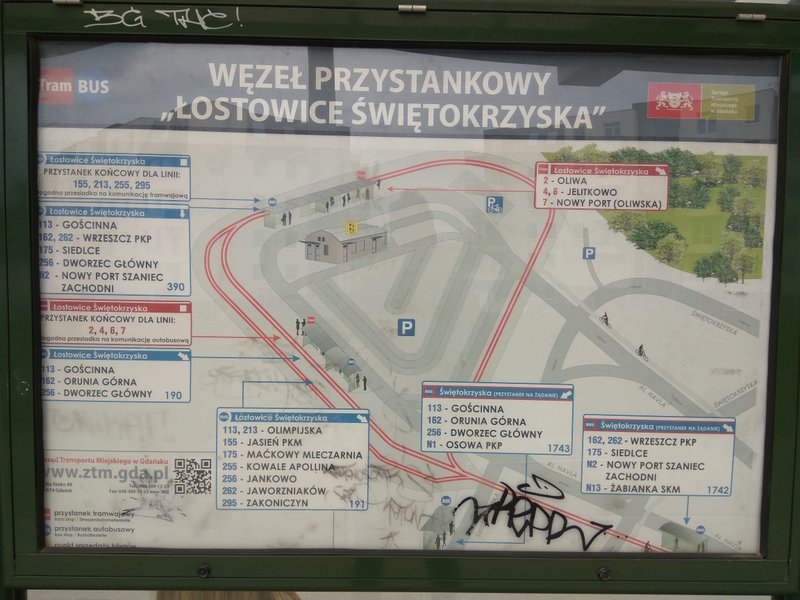 BG TYC!
Tram BUS
WĘZEŁ PRZYSTANKOWY
„ŁOSTOWICE ŚWIĘTOKRZYSKA”
Zarząd
Transportu
Miejskiego
w Gdańsku
Łostowice Świętokrzyska
PRZYSTANEK KOŃCOWY DLA LINII:
155, 213, 255, 295
dogodna przesiadka na komunikację tramwajową
Łostowice Świętokrzyska
113 - GOŚCINNA
162, 262 - WRZESZCZ PKP
175 - SIEDLCE
256 - DWORZEC GŁÓWNY
N2 - NOWY PORT SZANIEC
ZACHODNI
390
Łostowice Świętokrzyska
PRZYSTANEK KOŃCOWY DLA LINII:
2, 4, 6, 7
dogodna przesiadka na komunikację autobusową
Łostowice Świętokrzyska
113 - GOŚCINNA
162 - ORUNIA GÓRNA
256 - DWORZEC GŁÓWNY
190
Łostowice Świętokrzyska
2 - OLIWA
4, 6 - JELITKOWO
7 - NOWY PORT (OLIWSKA)
P
P
P
ŚWIĘTOKRZYSKA
ŚWIĘTOKRZYSKA
AL. HAVLA
AL. HAVLA
AL. HAVLA
Łostowice Świętokrzyska
113, 213 - OLIMPIJSKA
155 - JASIEŃ PKM
175 - MAĆKOWY MLECZARNIA
255 - KOWALE APOLLINA
256 - JANKOWO
262 - JAWORZNIAKÓW
295 - ZAKONICZYN
191
Świętokrzyska (PRZYSTANEK NA ŻĄDANIE)
113 - GOŚCINNA
162 - ORUNIA GÓRNA
256 - DWORZEC GŁÓWNY
N1 - OSOWA PKP
1743
Świętokrzyska (PRZYSTANEK NA ŻĄDANIE)
162, 262 - WRZESZCZ PKP
175 - SIEDLCE
N2 - NOWY PORT SZANIEC
ZACHODNI
N13 - ŻABIANKA SKM
1742
Zarząd Transportu Miejskiego w Gdańsku
www.ztm.gda.pl
przystanek tramwajowy
przystanek autobusowy
punkt sprzedaży biletów